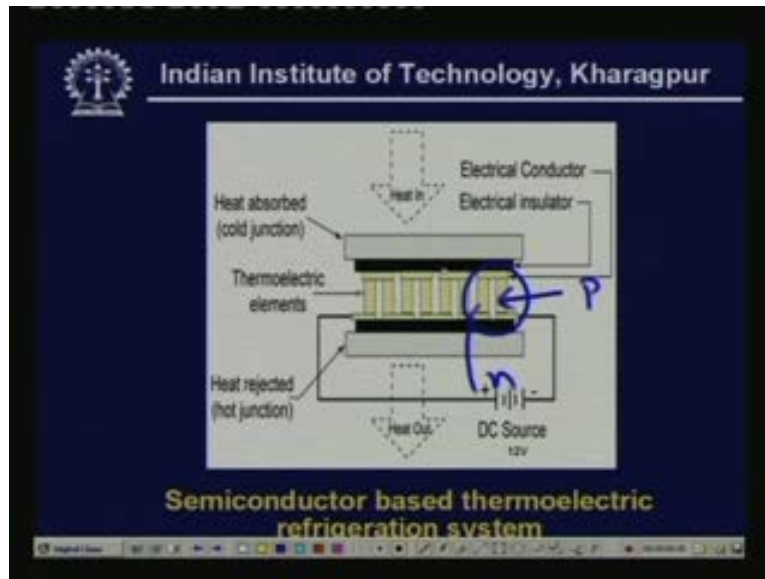 Indian Institute of Technology, Kharagpur
Heat In
Electrical Conductor
Electrical insulator
Heat absorbed
(cold junction)
Thermoelectric
elements
P
n
Heat rejected
(hot junction)
+ -
Heat Out
DC Source
12V
Semiconductor based thermoelectric
refrigeration system